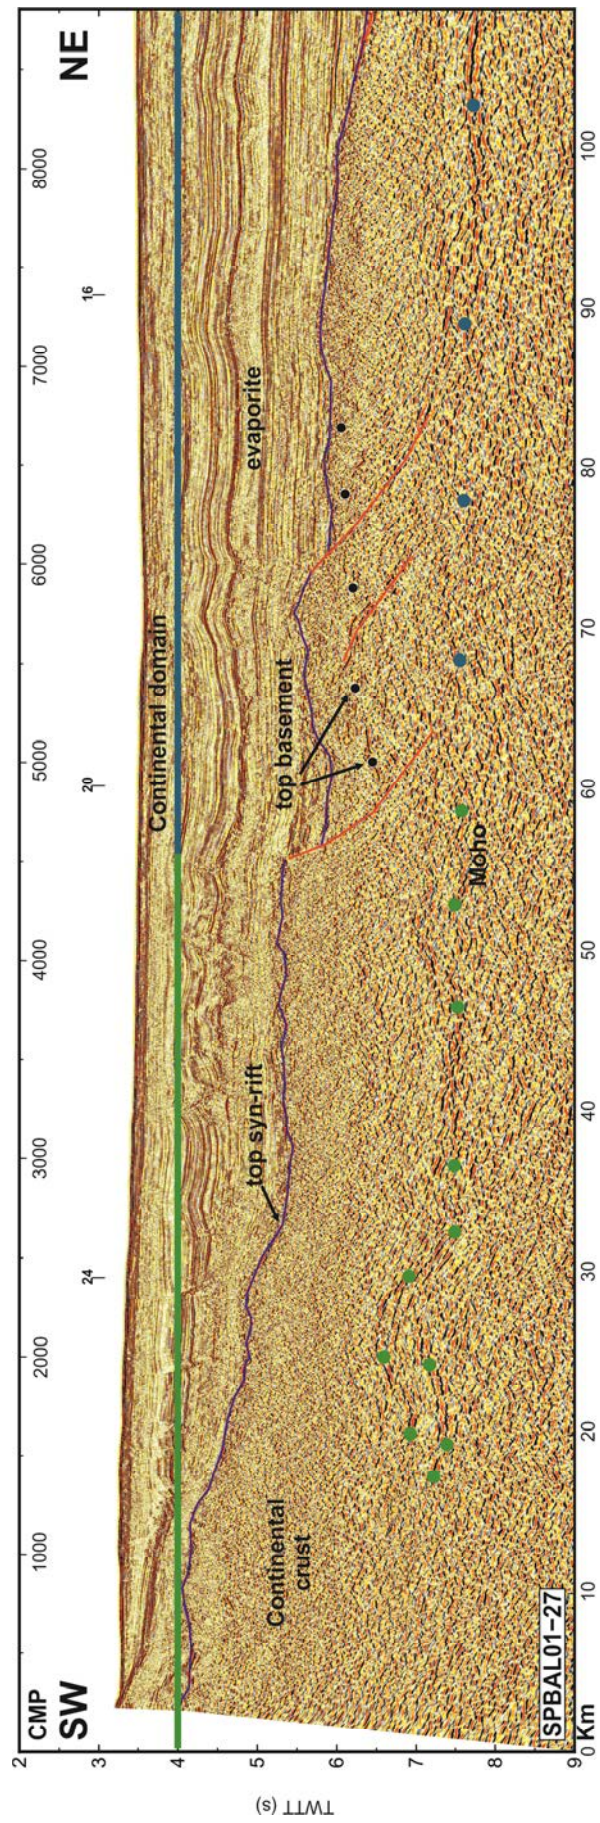 CMP
1000
2000
3000
4000
5000
6000
7000
8000
SW
24
20
16
NE
2
3
4
5
6
7
8
9
TWTT (s)
Continental domain
evaporite
top syn-rift
top basement
Continental
crust
Moho
SPBAL01-27
Km
0
10
20
30
40
50
60
70
80
90
100